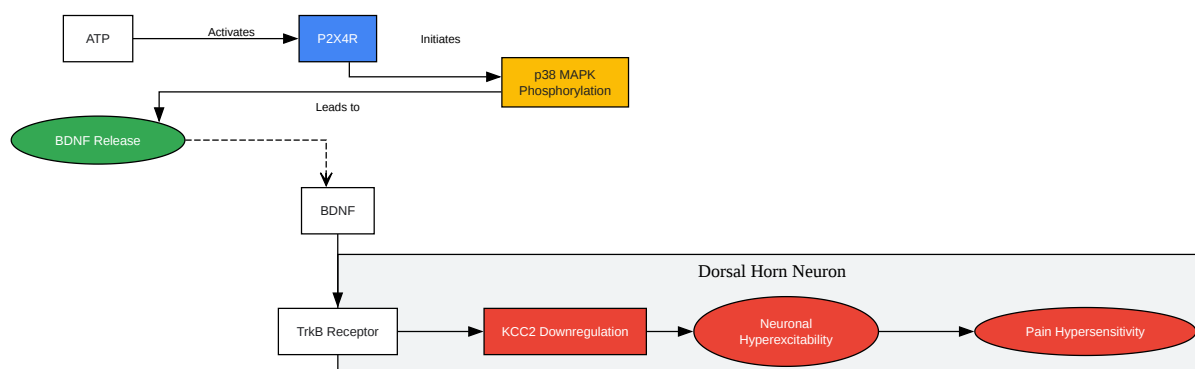 ATP
Activates
P2X4R
Initiates
p38 MAPK
Phosphorylation
Leads to
BDNF Release
BDNF
Dorsal Horn Neuron
TrkB Receptor
KCC2 Downregulation
Neuronal
Hyperexcitability
Pain Hypersensitivity